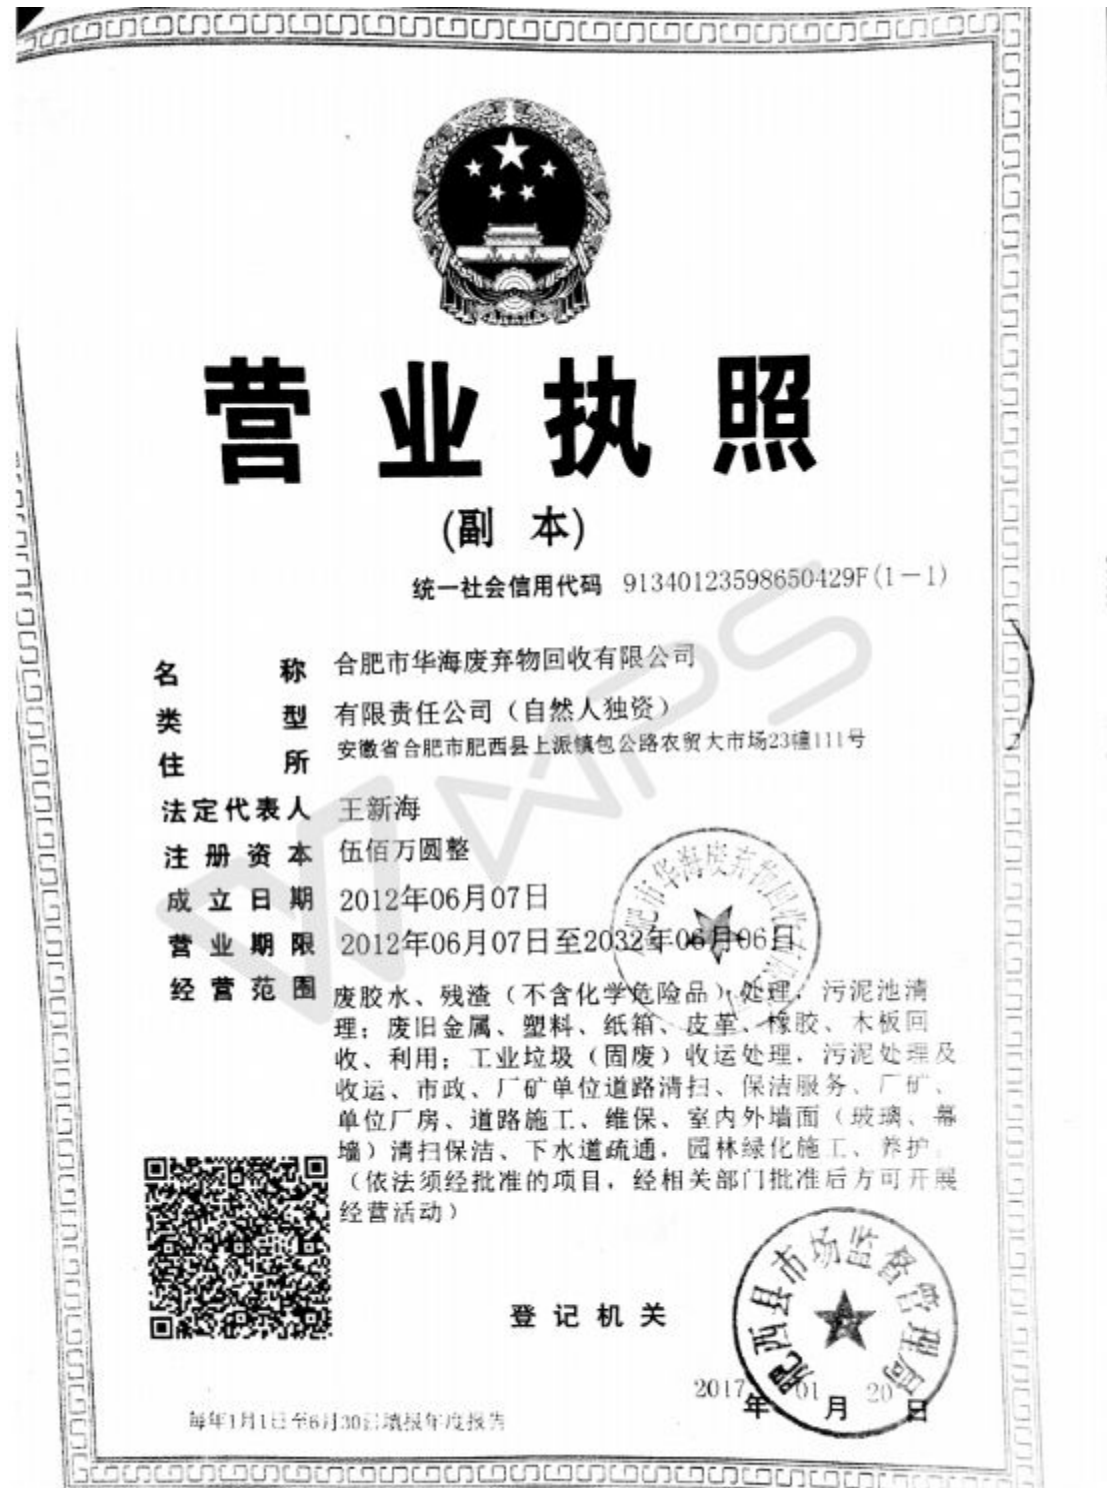 营业执照
(副 本)
统一社会信用代码 91340123598650429F(1-1)
名 称 合肥市华海废弃物回收有限公司
类 型 有限责任公司（自然人独资）
住 所 安徽省合肥市肥西县上派镇包公路农贸大市场23幢111号
法定代表人 王新海
注册资本 伍佰万圆整
成立日期 2012年06月07日
营业期限 2012年06月07日至2032年06月06日
经营范围 废胶水、残渣（不含化学危险品）处理，污泥池清
理；废旧金属、塑料、纸箱、皮革、橡胶、木板回
收、利用；工业垃圾（固废）收运处理，污泥处理及
收运、市政、厂矿单位道路清扫、保洁服务、厂矿、
单位厂房、道路施工、维保、室内外墙面（玻璃、幕
墙）清扫保洁、下水道疏通，园林绿化施工、养护。
（依法须经批准的项目，经相关部门批准后方可开展
经营活动）
登记机关
肥西县市场监督管理局
2017年01月20日
每年1月1日至6月30日填报年度报告
WPS